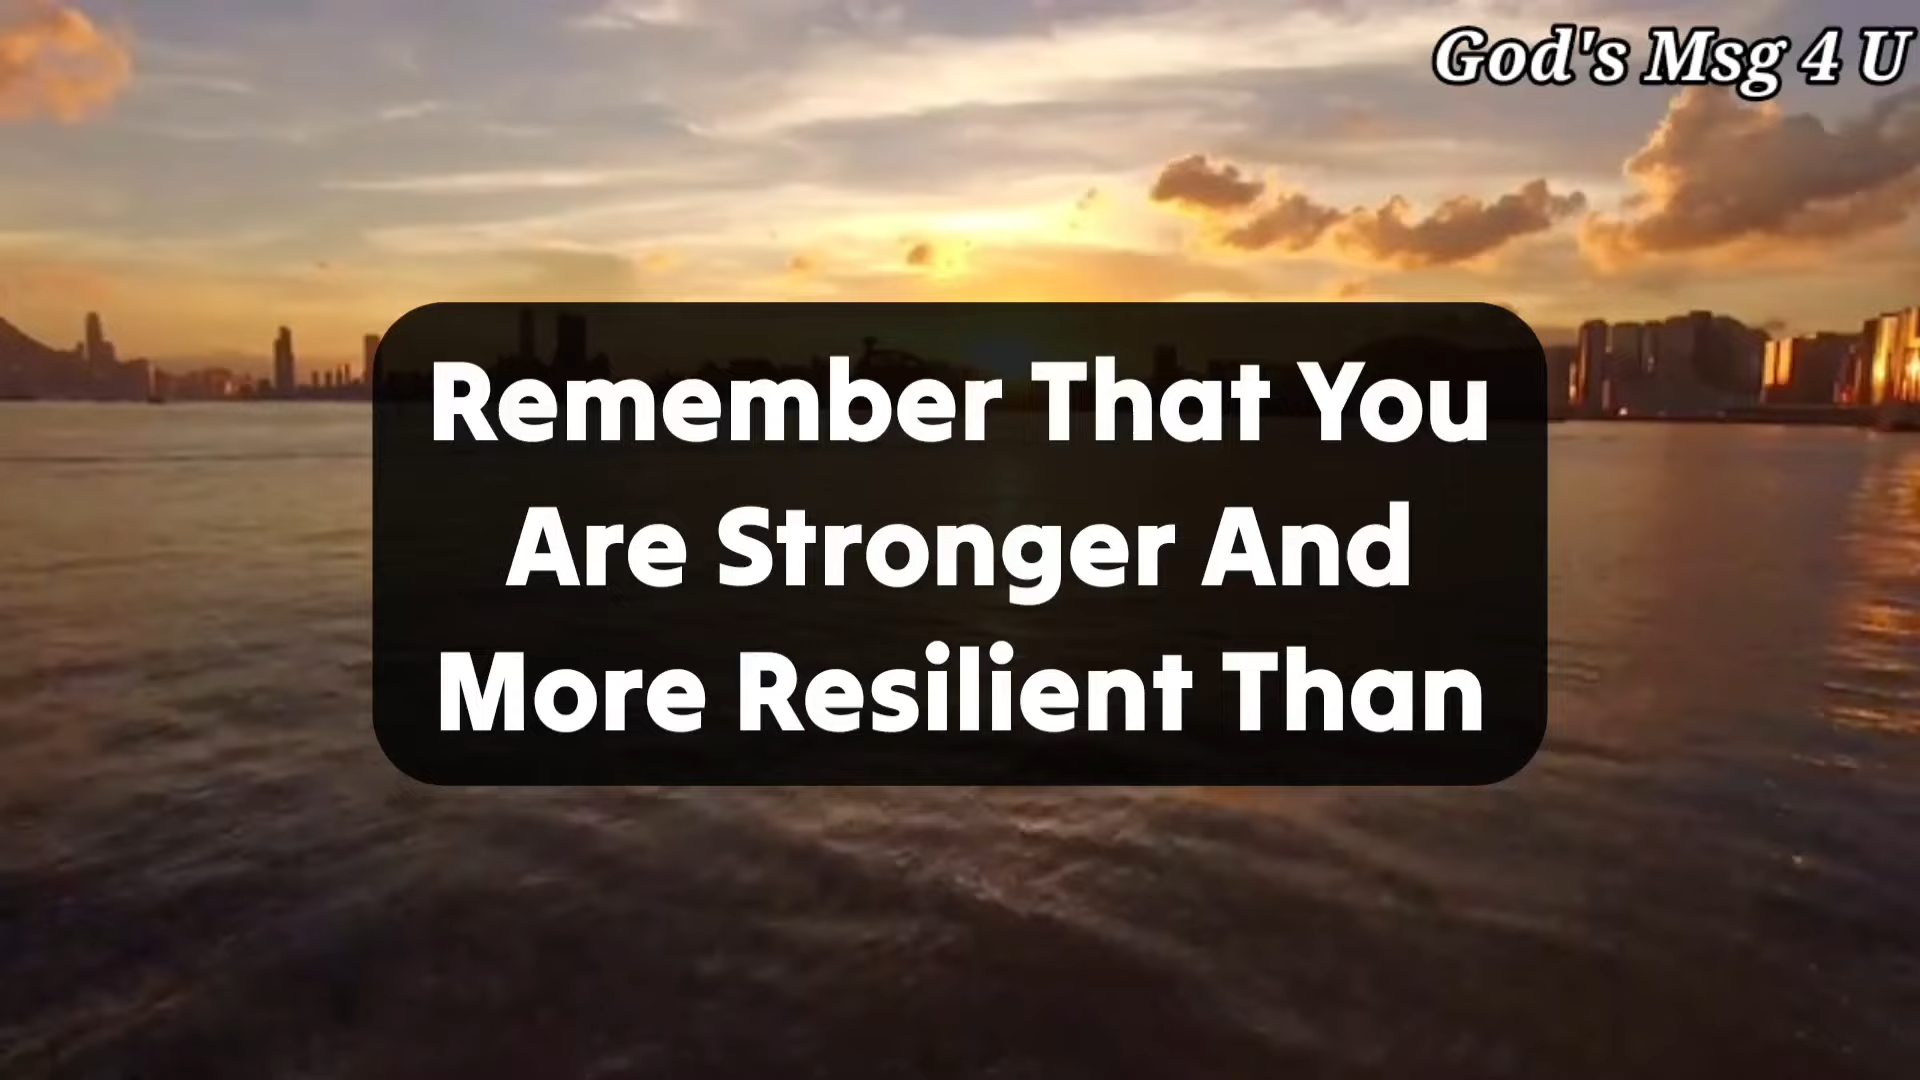 God's Msg 4 U
Remember That You
Are Stronger And
More Resilient Than